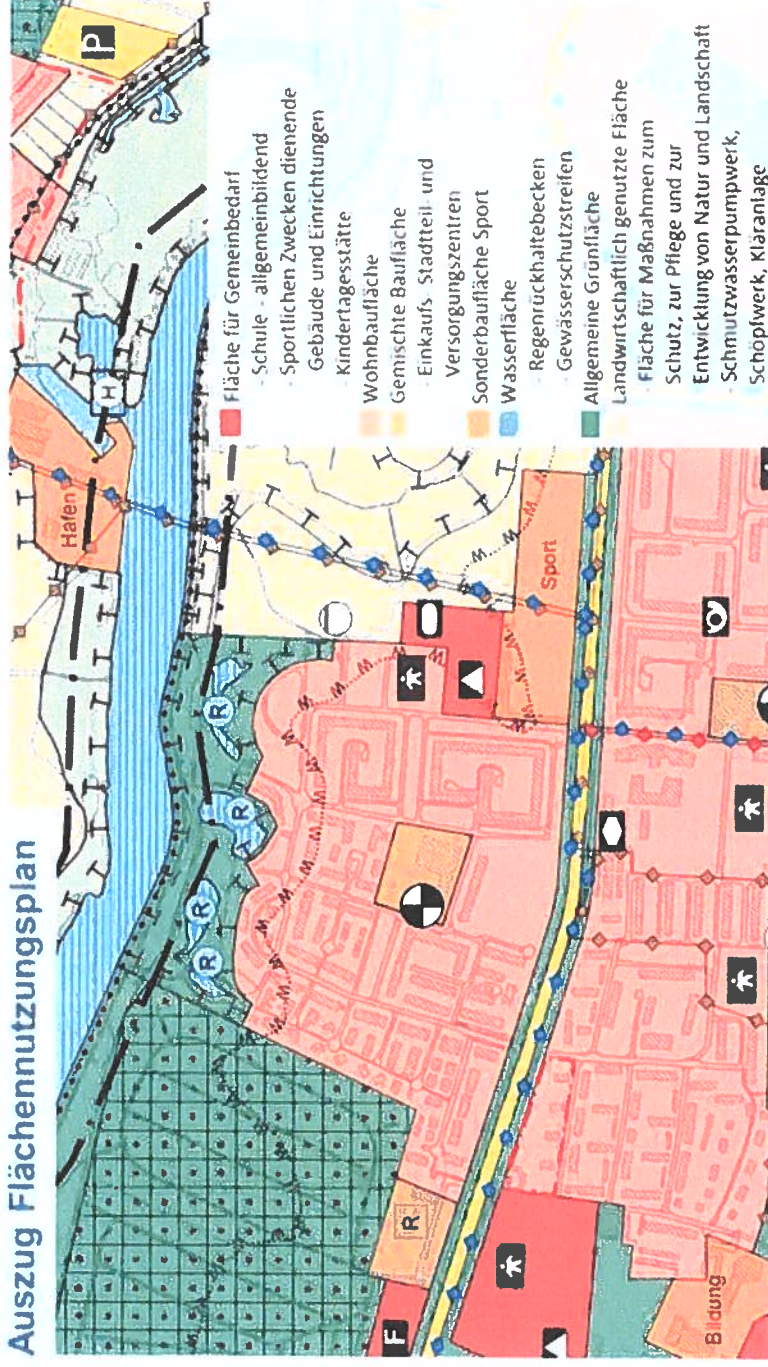 Auszug Flächennutzungsplan
P
H
Hafen
R
R
R
R
Sport
R
F
Bildung
Fläche für Gemeinbedarf
- Schule - allgemeinbildend
- Sportlichen Zwecken dienende
Gebäude und Einrichtungen
- Kindertagesstätte
Wohnbaufläche
Gemischte Baufläche
- Einkaufs- Stadtteil- und
Versorgungszentren
Sonderbaufläche Sport
Wasserfläche
- Regenrückhaltebecken
- Gewässerschutzstreifen
Allgemeine Grünfläche
Landwirtschaftlich genutzte Fläche
- Fläche für Maßnahmen zum
Schutz, zur Pflege und zur
Entwicklung von Natur und Landschaft
- Schmutzwasserpumpwerk,
Schöpfwerk, Kläranlage